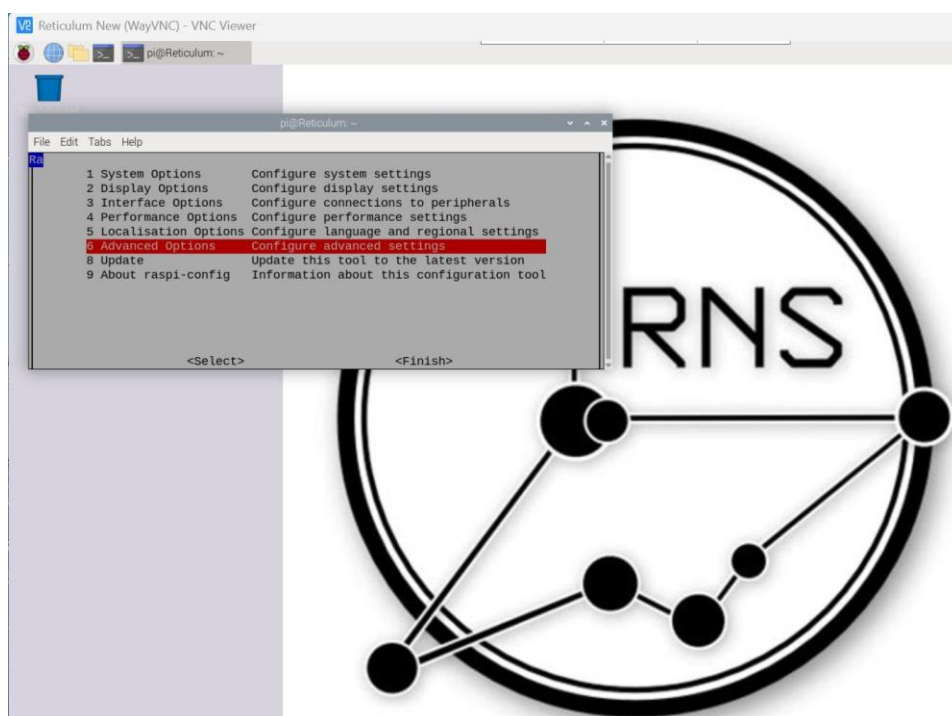 Reticulum New (WayVNC) - VNC Viewer
pi@Reticulum: ~
pi@Reticulum: ~
File Edit Tabs Help
Ra
1 System Options Configure system settings
2 Display Options Configure display settings
3 Interface Options Configure connections to peripherals
4 Performance Options Configure performance settings
5 Localisation Options Configure language and regional settings
6 Advanced Options Configure advanced settings
8 Update Update this tool to the latest version
9 About raspi-config Information about this configuration tool
<Select> <Finish>
RNS